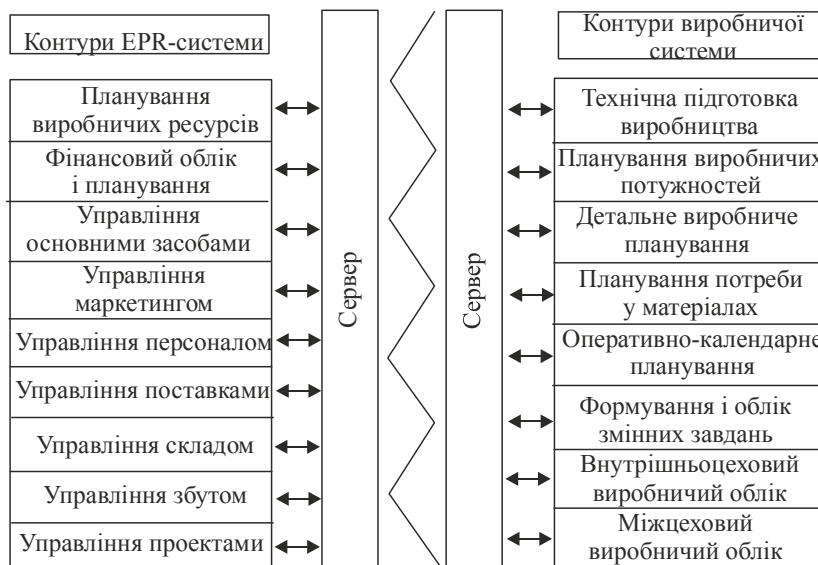 Контури EPR-системи
Планування
виробничих ресурсів
Фінансовий облік
і планування
Управління
основними засобами
Управління
маркетингом
Управління персоналом
Управління поставками
Управління складом
Управління збутом
Управління проектами
Сервер
Сервер
Контури виробничої
системи
Технічна підготовка
виробництва
Планування виробничих
потужностей
Детальне виробниче
планування
Планування потреби
у матеріалах
Оперативно-календарне
планування
Формування і облік
змінних завдань
Внутрішньоцеховий
виробничий облік
Міжцеховий
виробничий облік